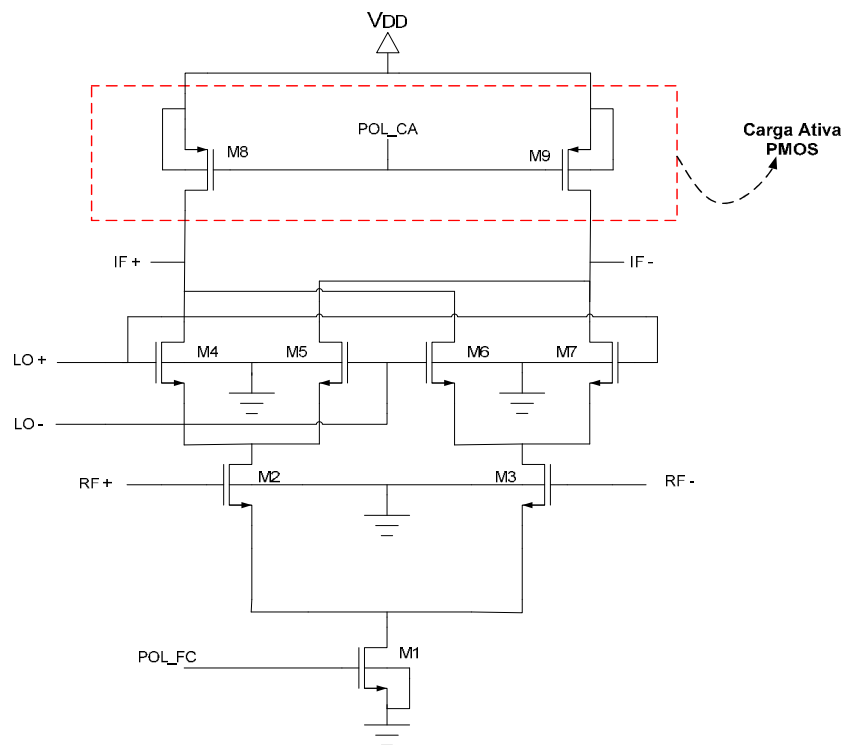 VDD
POL_CA
M8
M9
Carga Ativa
PMOS
IF +
IF -
LO +
M4
M5
M6
M7
LO -
RF +
M2
M3
RF -
POL_FC
M1